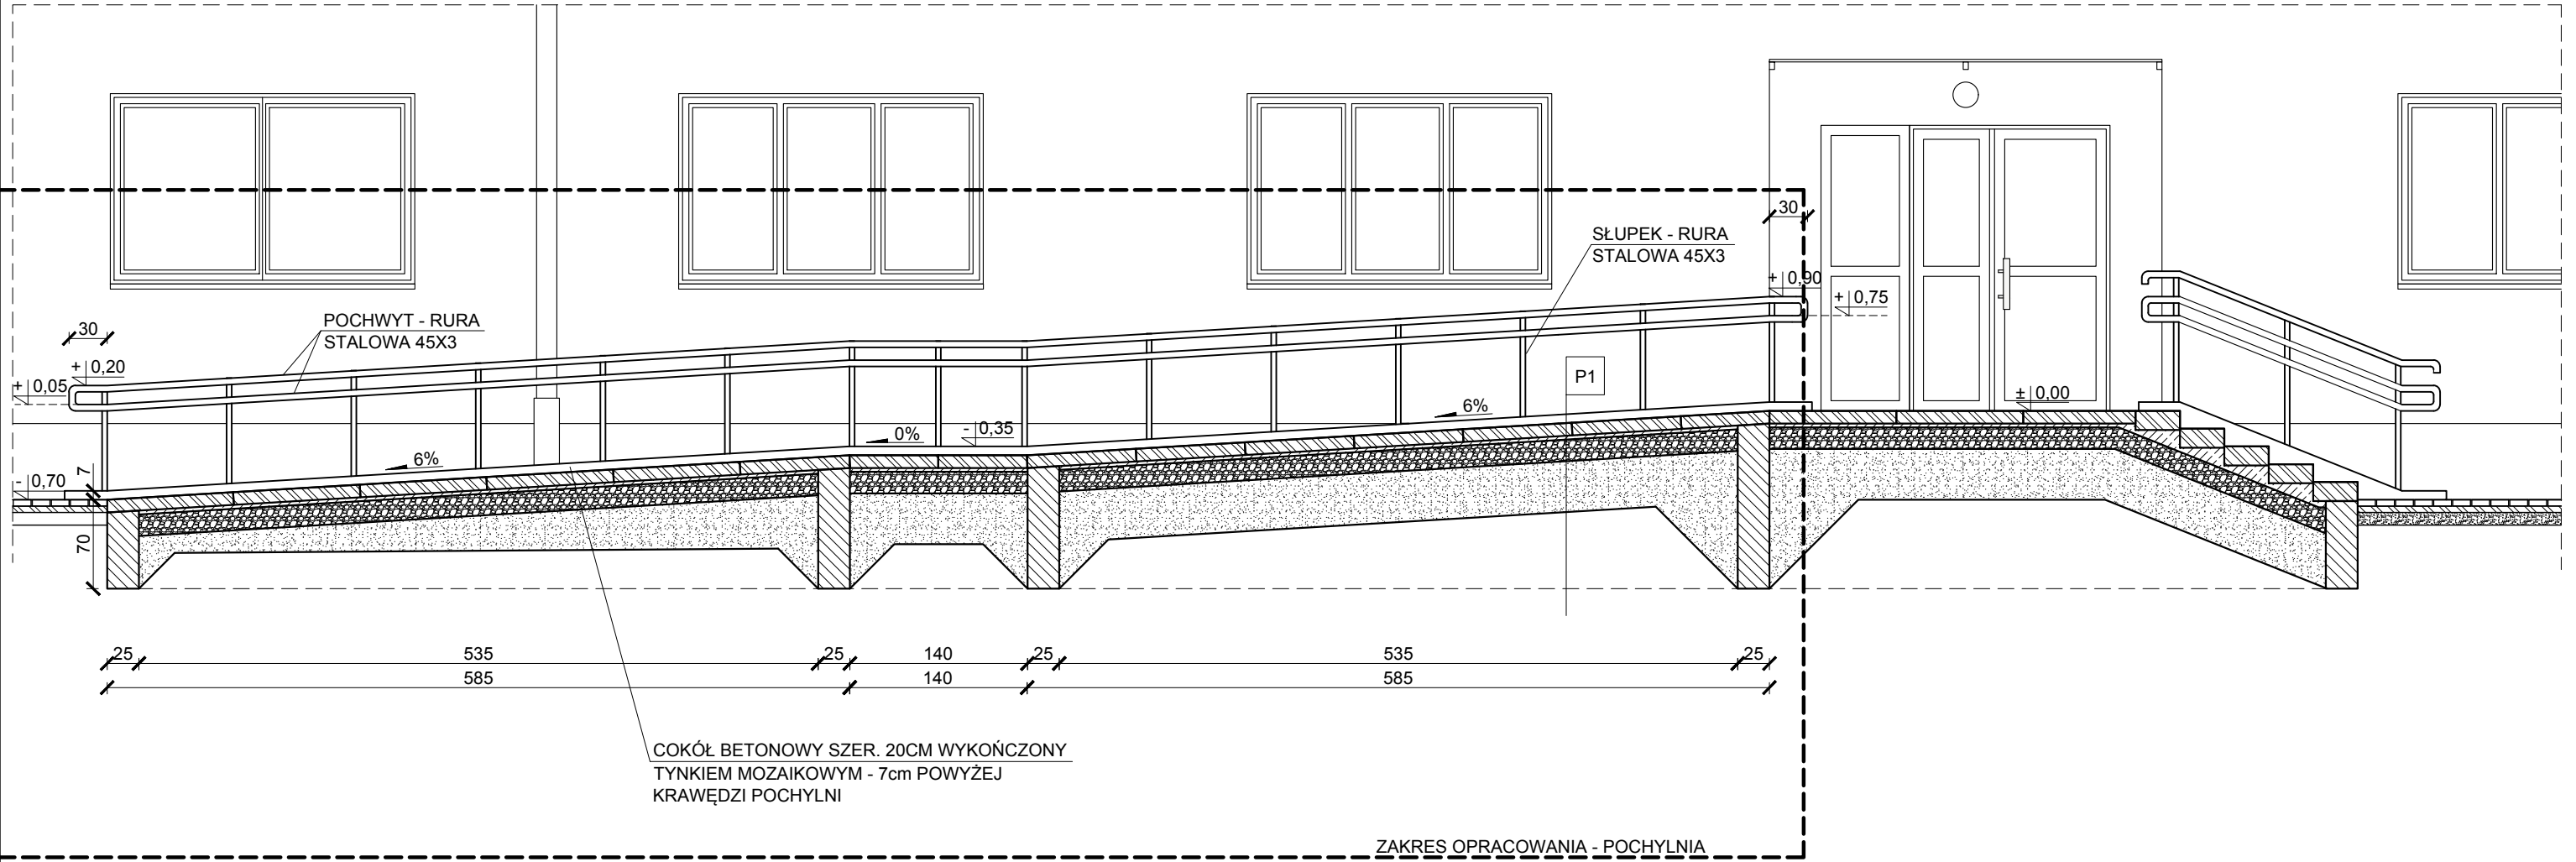 30
SŁUPEK - RURA
STALOWA 45X3
+ 0,90
+ 0,75
POCHWYT - RURA
STALOWA 45X3
30
+ 0,20
+ 0,05
P1
± 0,00
6%
0%
- 0,35
6%
7
- 0,70
70
25 535 25 140 25 535 25
585 140 585
COKÓŁ BETONOWY SZER. 20CM WYKOŃCZONY
TYNKIEM MOZAIKOWYM - 7cm POWYŻEJ
KRAWĘDZI POCHYLNI
ZAKRES OPRACOWANIA - POCHYLNIA